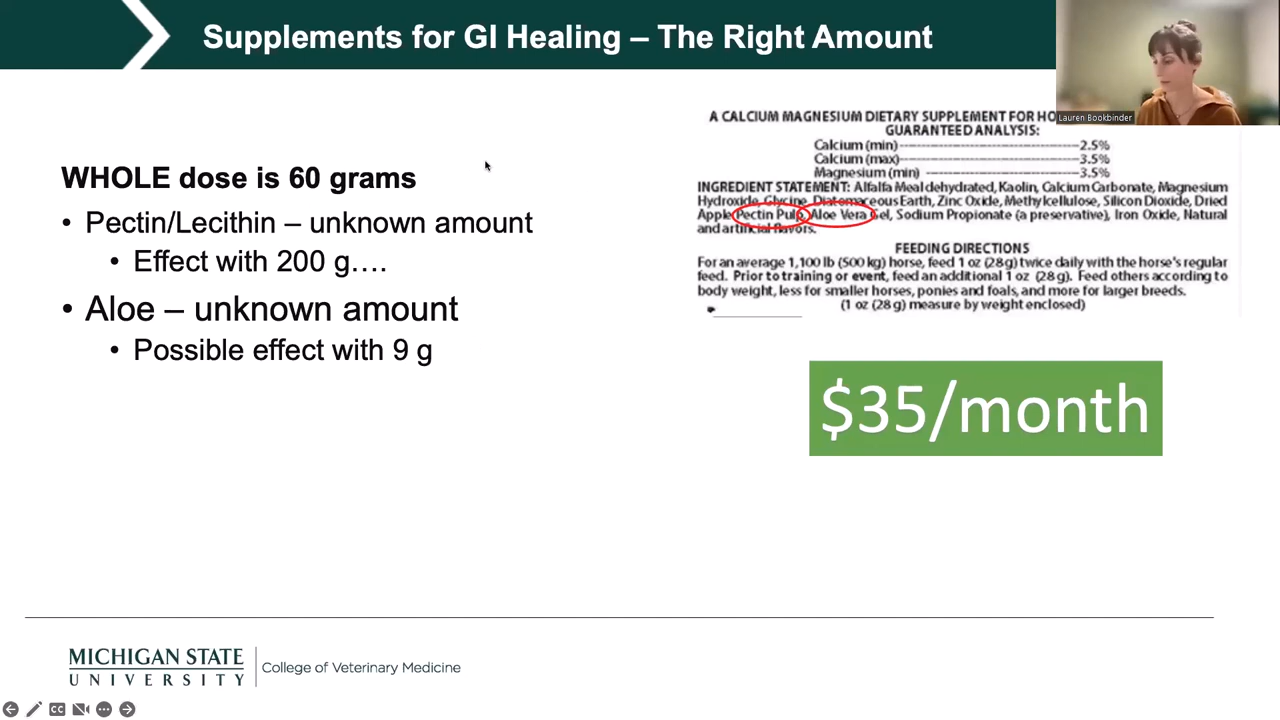 Supplements for GI Healing – The Right Amount
Lauren Bookbinder
WHOLE dose is 60 grams
• Pectin/Lecithin – unknown amount
• Effect with 200 g….
• Aloe – unknown amount
• Possible effect with 9 g
A CALCIUM MAGNESIUM DIETARY SUPPLEMENT FOR HO
GUARANTEED ANALYSIS:
Calcium (min) 2.5%
Calcium (max) 3.5%
Magnesium (min) 3.5%
INGREDIENT STATEMENT: Alfalfa Meal dehydrated, Kaolin, Calcium Carbonate, Magnesium
Hydroxide, Glycine, Diatomaceous Earth, Zinc Oxide, Methylcellulose, Silicon Dioxide, Dried
Apple Pectin Pulp, Aloe Vera Gel, Sodium Propionate (a preservative), Iron Oxide, Natural
and artificial flavors.
FEEDING DIRECTIONS
For an average 1,100 lb (500 kg) horse, feed 1 oz (28g) twice daily with the horse's regular
feed. Prior to training or event, feed an additional 1 oz (28 g). Feed others according to
body weight, less for smaller horses, ponies and foals, and more for larger breeds.
(1 oz (28 g) measure by weight enclosed)
$35/month
MICHIGAN STATE
UNIVERSITY
College of Veterinary Medicine
CC